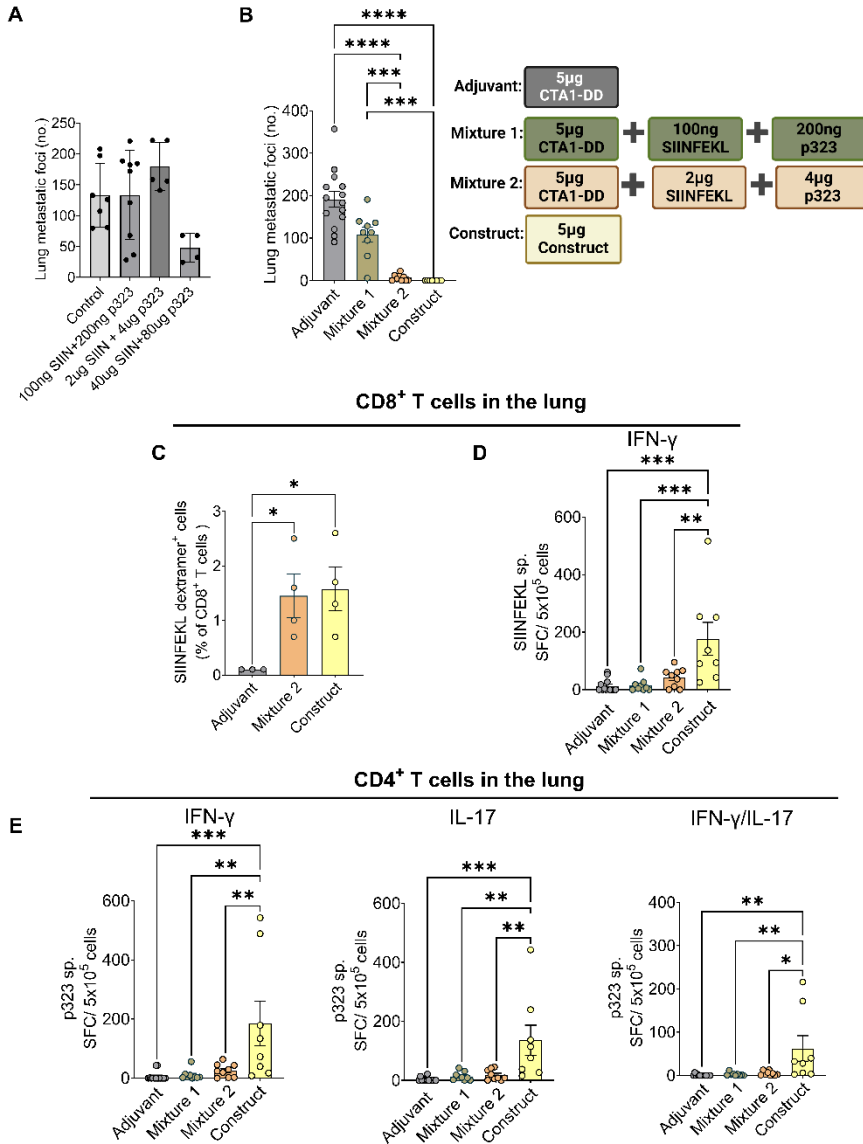 A
Lung metastatic foci (no.)
250
200
150
100
50
0
Control
100ng SIIN+200ng p323
2ug SIIN + 4ug p323
40ug SIIN+80ug p323
B
****
****
***
***
Lung metastatic foci (no.)
400
300
200
100
0
Adjuvant
Mixture 1
Mixture 2
Construct
Adjuvant:
5µg
CTA1-DD
Mixture 1:
5µg
CTA1-DD
+
100ng
SIINFEKL
+
200ng
p323
Mixture 2:
5µg
CTA1-DD
+
2µg
SIINFEKL
+
4µg
p323
Construct:
5µg
Construct
CD8⁺ T cells in the lung
C
*
*
SIINFEKL dextramer⁺ cells
(% of CD8⁺ T cells )
3
2
1
0
Adjuvant
Mixture 2
Construct
D
IFN-γ
***
***
**
SIINFEKL sp.
SFC/ 5x10⁵ cells
600
400
200
0
Adjuvant
Mixture 1
Mixture 2
Construct
CD4⁺ T cells in the lung
E
IFN-γ
***
**
**
p323 sp.
SFC/ 5x10⁵ cells
600
400
200
0
Adjuvant
Mixture 1
Mixture 2
Construct
IL-17
***
**
**
p323 sp.
SFC/ 5x10⁵ cells
600
400
200
0
Adjuvant
Mixture 1
Mixture 2
Construct
IFN-γ/IL-17
**
**
*
p323 sp.
SFC/ 5x10⁵ cells
400
300
200
100
0
Adjuvant
Mixture 1
Mixture 2
Construct